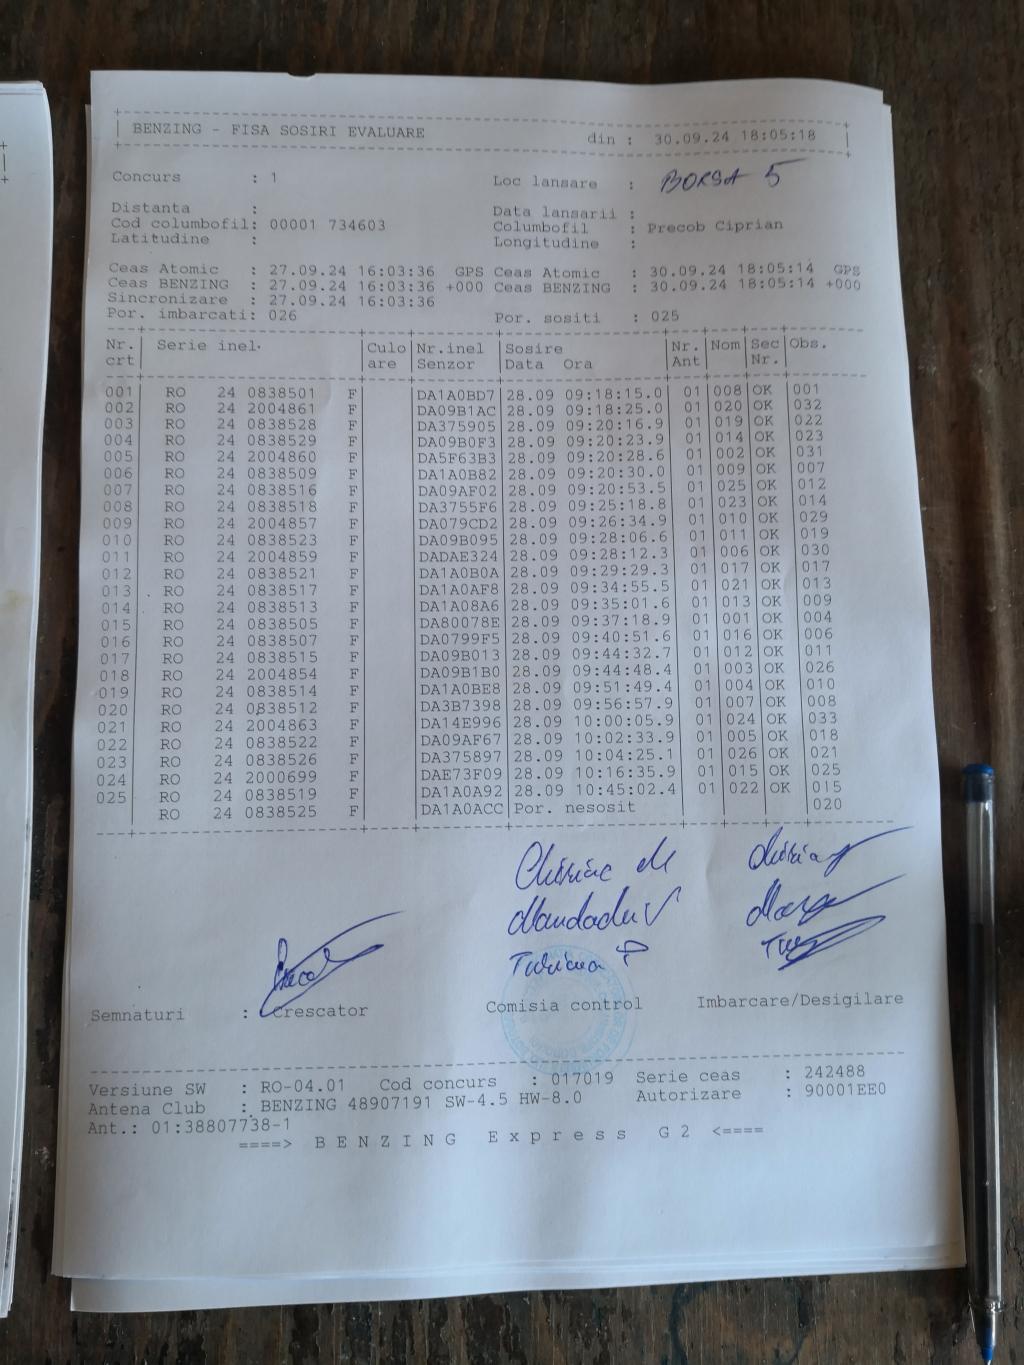 BENZING - FISA SOSIRI EVALUARE din : 30.09.24 18:05:18
Concurs : 1 Loc lansare : BORSA 5
Distanta : Data lansarii :
Cod columbofil: 00001 734603 Columbofil : Precob Ciprian
Latitudine : Longitudine :
Ceas Atomic : 27.09.24 16:03:36 GPS Ceas Atomic : 30.09.24 18:05:14 GPS
Ceas BENZING : 27.09.24 16:03:36 +000 Ceas BENZING : 30.09.24 18:05:14 +000
Sincronizare : 27.09.24 16:03:36
Por. imbarcati: 026 Por. sositi : 025
Nr. Serie inel Culo Nr.inel Sosire Nr. Nom Sec Obs.
crt are Senzor Data Ora Ant Nr.
001 RO 24 0838501 F DA1A0BD7 28.09 09:18:15.0 01 008 OK 001
002 RO 24 2004861 F DA09B1AC 28.09 09:18:25.0 01 020 OK 032
003 RO 24 0838528 F DA375905 28.09 09:20:16.9 01 019 OK 022
004 RO 24 0838529 F DA09B0F3 28.09 09:20:23.9 01 014 OK 023
005 RO 24 2004860 F DA5F63B3 28.09 09:20:28.6 01 002 OK 031
006 RO 24 0838509 F DA1A0B82 28.09 09:20:30.0 01 009 OK 007
007 RO 24 0838516 F DA09AF02 28.09 09:20:53.5 01 025 OK 012
008 RO 24 0838518 F DA3755F6 28.09 09:25:18.8 01 023 OK 014
009 RO 24 2004857 F DA079CD2 28.09 09:26:34.9 01 010 OK 029
010 RO 24 0838523 F DA09B095 28.09 09:28:06.6 01 011 OK 019
011 RO 24 2004859 F DADAE324 28.09 09:28:12.3 01 006 OK 030
012 RO 24 0838521 F DA1A0B0A 28.09 09:29:29.3 01 017 OK 017
013 RO 24 0838517 F DA1A0AF8 28.09 09:34:55.5 01 021 OK 013
014 RO 24 0838513 F DA1A08A6 28.09 09:35:01.6 01 013 OK 009
015 RO 24 0838505 F DA80078E 28.09 09:37:18.9 01 001 OK 004
016 RO 24 0838507 F DA0799F5 28.09 09:40:51.6 01 016 OK 006
017 RO 24 0838515 F DA09B013 28.09 09:44:32.7 01 012 OK 011
018 RO 24 2004854 F DA09B1B0 28.09 09:44:48.4 01 003 OK 026
019 RO 24 0838514 F DA1A0BE8 28.09 09:51:49.4 01 004 OK 010
020 RO 24 0838512 F DA3B7398 28.09 09:56:57.9 01 007 OK 008
021 RO 24 2004863 F DA14E996 28.09 10:00:05.9 01 024 OK 033
022 RO 24 0838522 F DA09AF67 28.09 10:02:33.9 01 005 OK 018
023 RO 24 0838526 F DA375897 28.09 10:04:25.1 01 026 OK 021
024 RO 24 2000699 F DAE73F09 28.09 10:16:35.9 01 015 OK 025
025 RO 24 0838519 F DA1A0A92 28.09 10:45:02.4 01 022 OK 015
RO 24 0838525 F DA1A0ACC Por. nesosit 020
Semnaturi : Crescator Comisia control Imbarcare/Desigilare
Versiune SW : RO-04.01 Cod concurs : 017019 Serie ceas : 242488
Antena Club : BENZING 48907191 SW-4.5 HW-8.0 Autorizare : 90001EE0
Ant.: 01:38807738-1
====> BENZING Express G2 <====